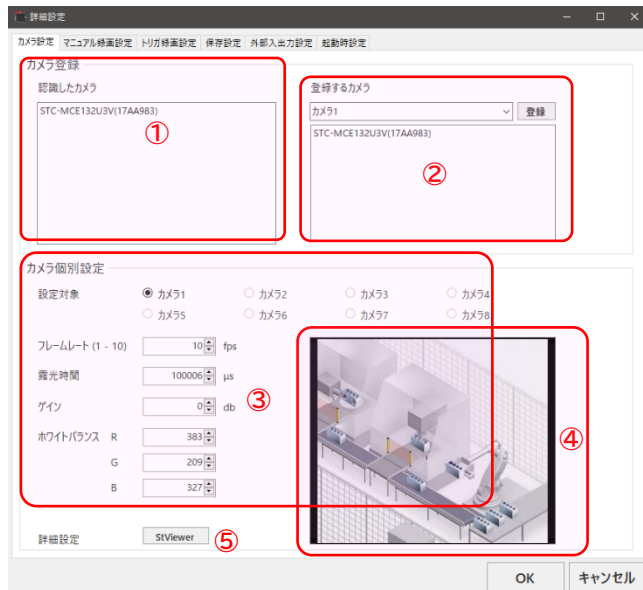 詳細設定
カメラ設定 マニュアル録画設定 トリガ録画設定 保存設定 外部入出力設定 起動時設定
カメラ登録
認識したカメラ
STC-MCE132U3V(17AA983)
①
登録するカメラ
カメラ1 登録
STC-MCE132U3V(17AA983)
②
カメラ個別設定
設定対象 カメラ1 カメラ2 カメラ3 カメラ4
カメラ5 カメラ6 カメラ7 カメラ8
フレームレート (1 - 10) 10 fps
露光時間 100006 μs
ゲイン 0 db
③
ホワイトバランス R 383
G 209
B 327
④
詳細設定 StViewer ⑤
OK キャンセル